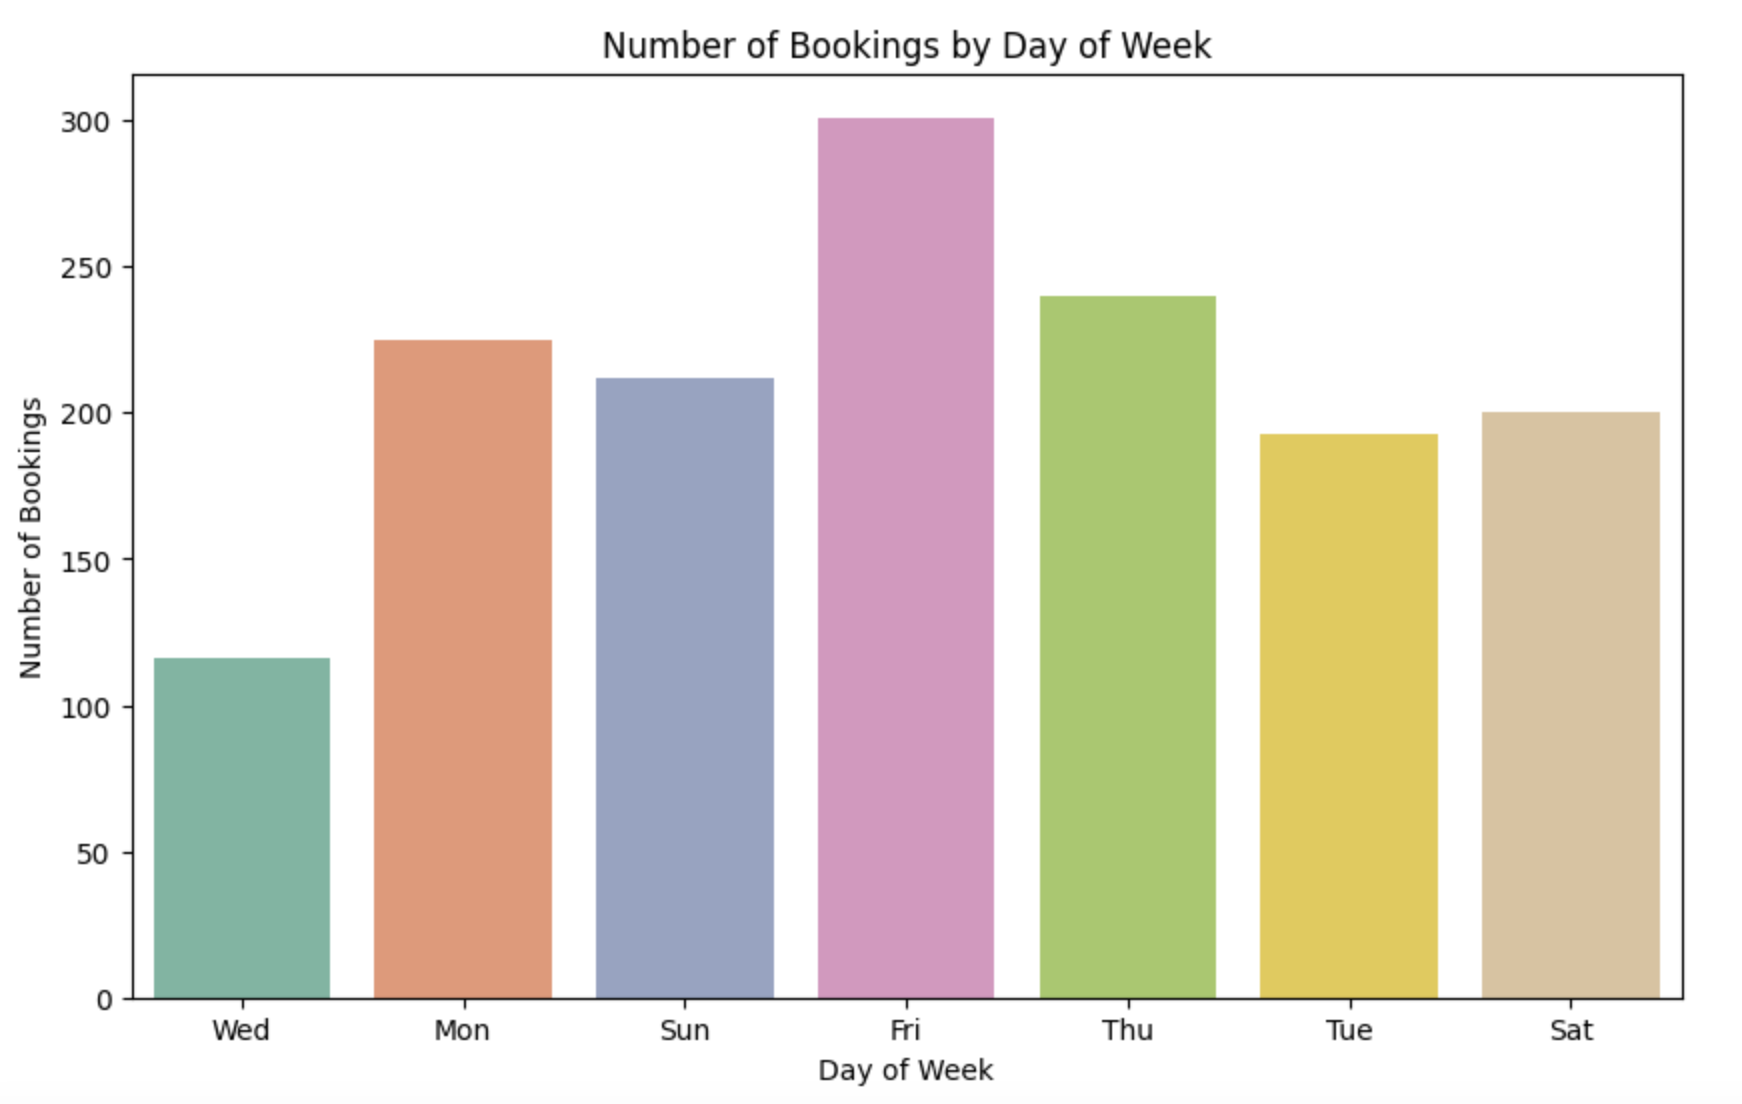 Number of Bookings by Day of Week
Number of Bookings
300
250
200
150
100
50
0
Wed Mon Sun Fri Thu Tue Sat
Day of Week